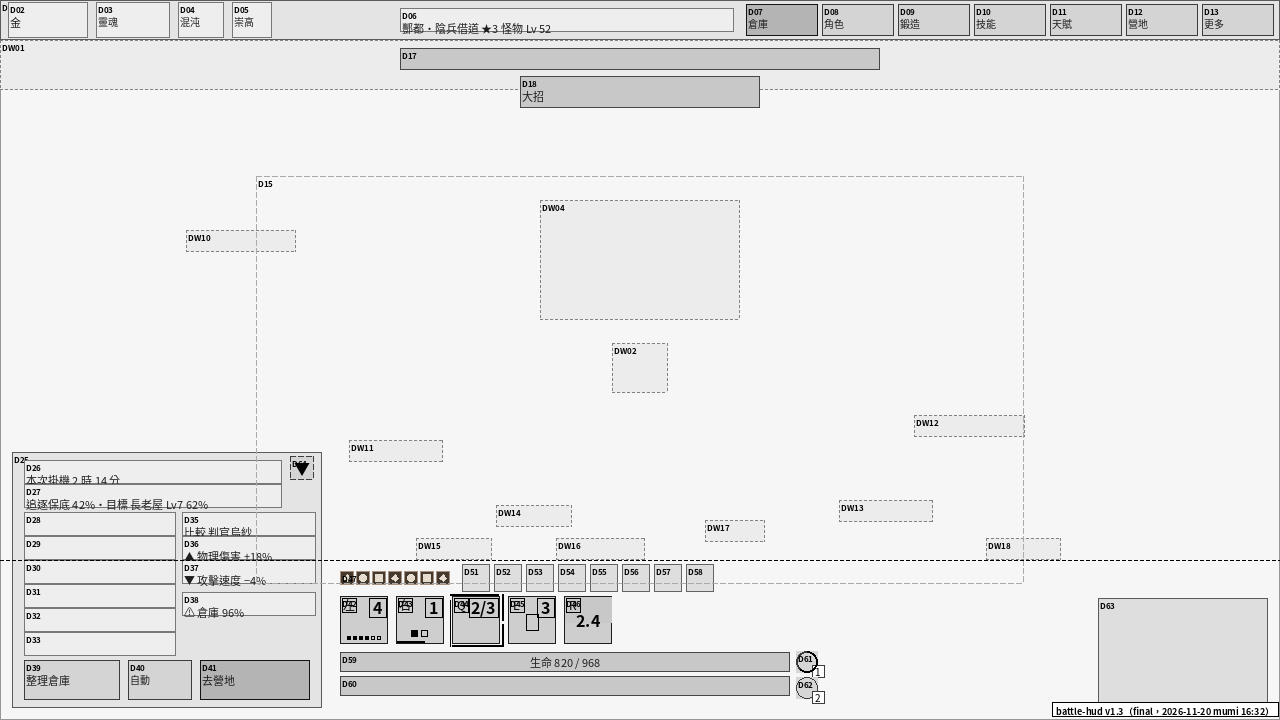 D02
金
D03
靈魂
D04
混沌
D05
崇高
D06
酆都・陰兵借道 ★3 怪物 Lv 52
D07
倉庫
D08
角色
D09
鍛造
D10
技能
D11
天賦
D12
營地
D13
更多
DW01
D17
D18
大招
D15
DW04
DW10
DW02
DW12
DW11
DW13
DW14
DW17
DW15
DW16
DW18
D25
D26
本次掛機 2 時 14 分
D27
追逐保底 42%・目標 長老屋 Lv7 62%
D28
D29
D30
D31
D32
D33
D35
比較 判官烏紗
D36
▲ 物理傷害 +18%
D37
▼ 攻擊速度 −4%
D38
⚠ 倉庫 96%
D39
整理倉庫
D40
自動
D41
去營地
D51
D52
D53
D54
D55
D56
D57
D58
4
1
2/3
3
2.4
D59
生命 820 / 968
D60
D61
1
D62
2
D63
battle-hud v1.3（final，2026-11-20 mumi 16:32）